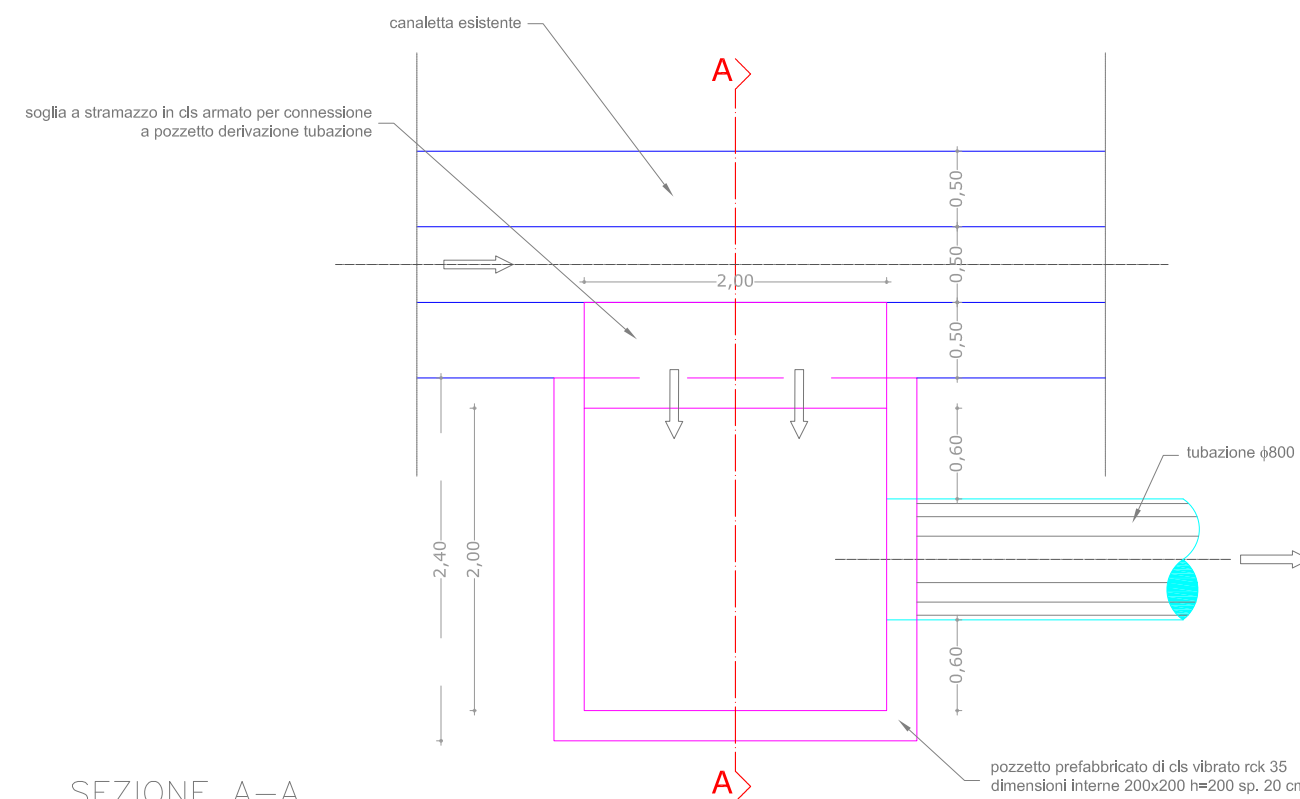 canaletta esistente
A
soglia a stramazzo in cls armato per connessione
a pozzetto derivazione tubazione
0,50
0,50
2,00
0,50
0,60
tubazione ϕ800
2,40
2,00
0,60
pozzetto prefabbricato di cls vibrato rck 35
dimensioni interne 200x200 h=200 sp. 20 cm
A
SEZIONE A-A